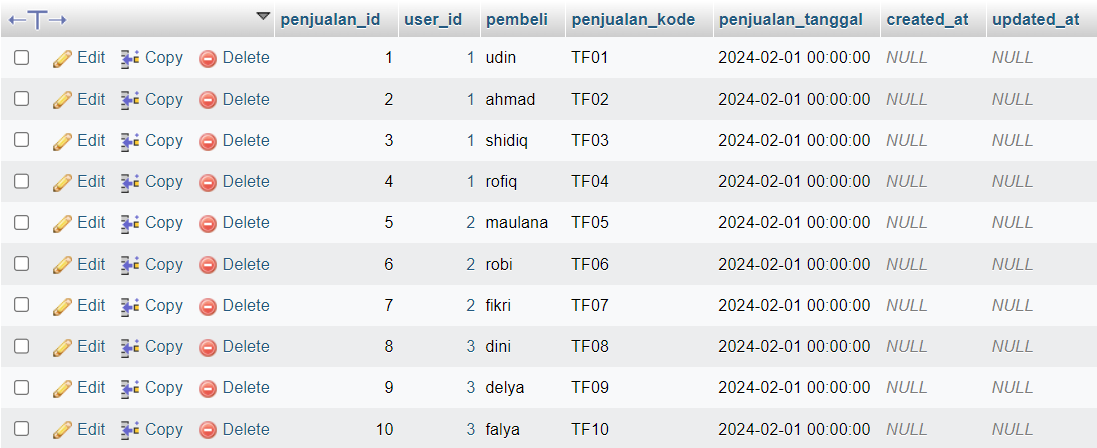 penjualan_id user_id pembeli penjualan_kode penjualan_tanggal created_at updated_at
Edit Copy Delete 1 1 udin TF01 2024-02-01 00:00:00 NULL NULL
Edit Copy Delete 2 1 ahmad TF02 2024-02-01 00:00:00 NULL NULL
Edit Copy Delete 3 1 shidiq TF03 2024-02-01 00:00:00 NULL NULL
Edit Copy Delete 4 1 rofiq TF04 2024-02-01 00:00:00 NULL NULL
Edit Copy Delete 5 2 maulana TF05 2024-02-01 00:00:00 NULL NULL
Edit Copy Delete 6 2 robi TF06 2024-02-01 00:00:00 NULL NULL
Edit Copy Delete 7 2 fikri TF07 2024-02-01 00:00:00 NULL NULL
Edit Copy Delete 8 3 dini TF08 2024-02-01 00:00:00 NULL NULL
Edit Copy Delete 9 3 delya TF09 2024-02-01 00:00:00 NULL NULL
Edit Copy Delete 10 3 falya TF10 2024-02-01 00:00:00 NULL NULL